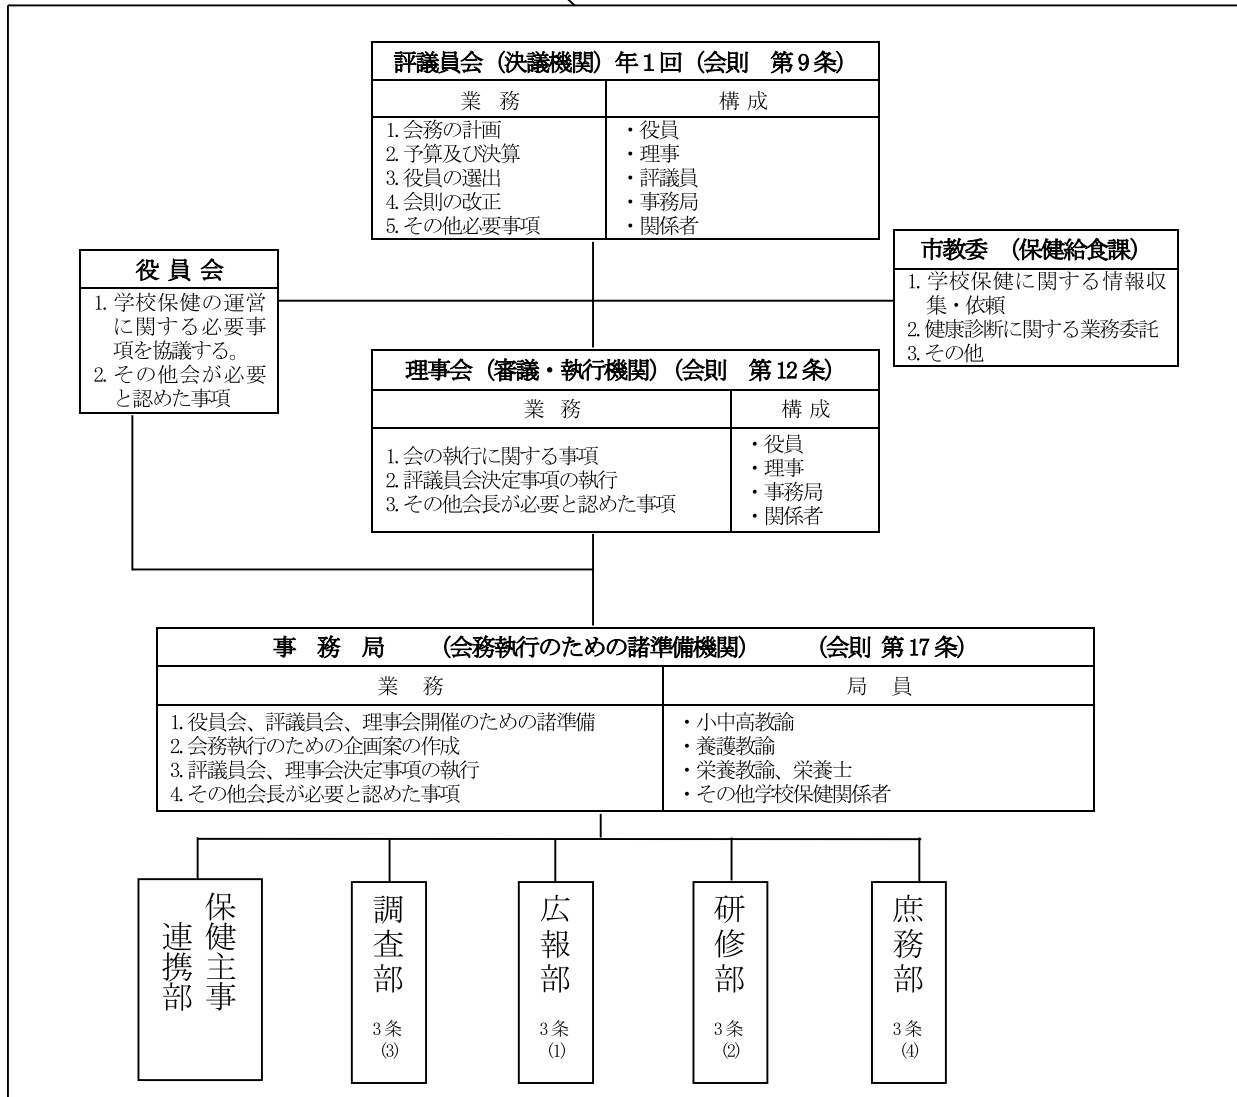 評議員会（決議機関）年１回（会則　第９条）
業　務
構 成
1.会務の計画
2.予算及び決算
3.役員の選出
4.会則の改正
5.その他必要事項
・役員
・理事
・評議員
・事務局
・関係者
役 員 会
1.学校保健の運営
に関する必要事
項を協議する。
2.その他会が必要
と認めた事項
市教委　（保健給食課）
1.学校保健に関する情報収
集・依頼
2.健康診断に関する業務委託
3.その他
理事会（審議・執行機関）（会則　第12条）
業　務
構 成
1.会の執行に関する事項
2.評議員会決定事項の執行
3.その他会長が必要と認めた事項
・役員
・理事
・事務局
・関係者
事　務　局　　（会務執行のための諸準備機関）　　（会則 第17条）
業　務
局　員
1.役員会、評議員会、理事会開催のための諸準備
2.会務執行のための企画案の作成
3.評議員会、理事会決定事項の執行
4.その他会長が必要と認めた事項
・小中高教諭
・養護教諭
・栄養教諭、栄養士
・その他学校保健関係者
保健主事
連携部
調査部
3条
(3)
広報部
3条
(1)
研修部
3条
(2)
庶務部
3条
(4)